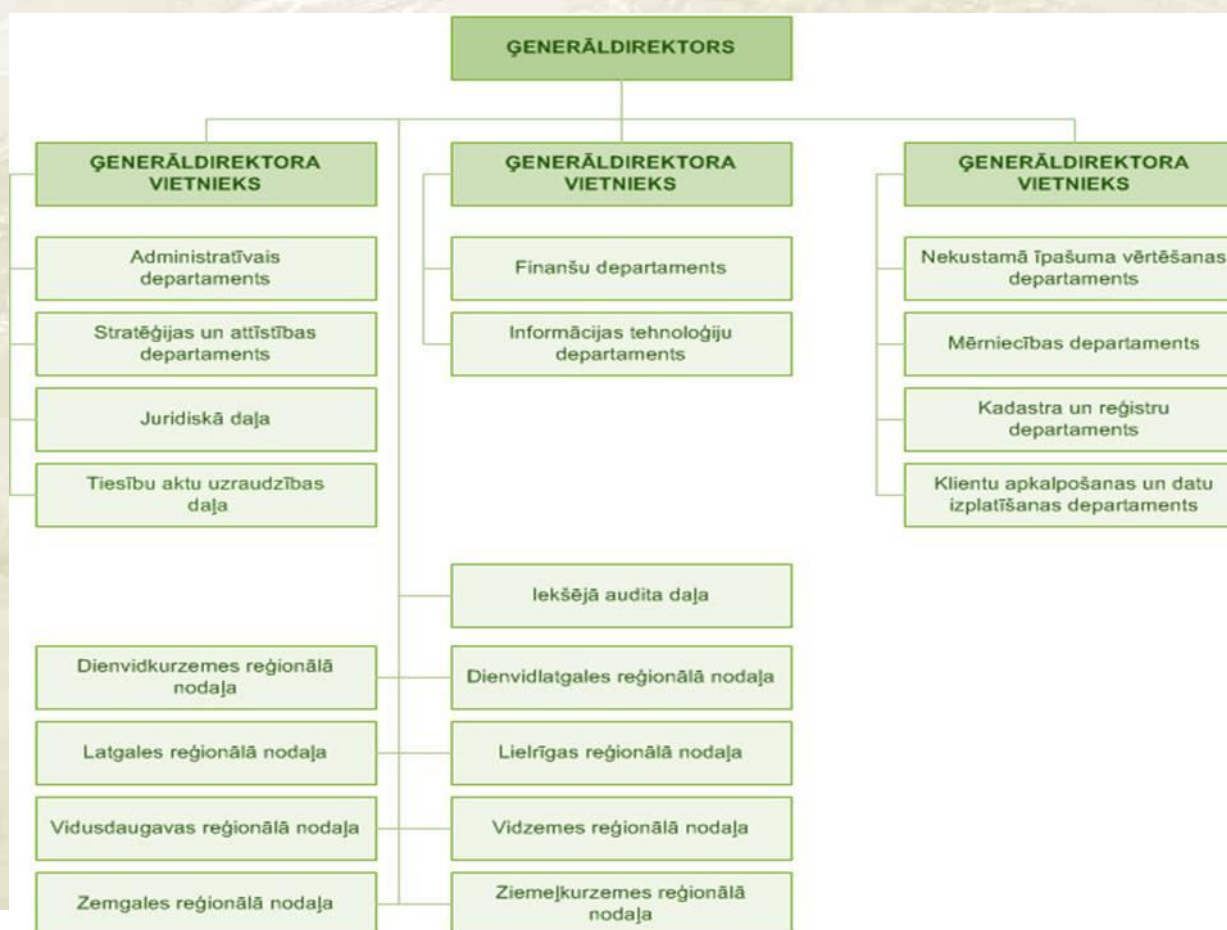 ĢENERĀLDIREKTORS
ĢENERĀLDIREKTORA
VIETNIEKS
Administratīvais
departaments
Stratēģijas un attīstības
departaments
Juridiskā daļa
Tiesību aktu uzraudzības
daļa
ĢENERĀLDIREKTORA
VIETNIEKS
Finanšu departaments
Informācijas tehnoloģiju
departaments
ĢENERĀLDIREKTORA
VIETNIEKS
Nekustamā īpašuma vērtēšanas
departaments
Mērniecības departaments
Kadastra un reģistru
departaments
Klientu apkalpošanas un datu
izplatīšanas departaments
Iekšējā audita daļa
Dienvidkurzemes reģionālā
nodaļa
Dienvidlatgales reģionālā nodaļa
Latgales reģionālā nodaļa
Lielrīgas reģionālā nodaļa
Vidusdaugavas reģionālā nodaļa
Vidzemes reģionālā nodaļa
Zemgales reģionālā nodaļa
Ziemeļkurzemes reģionālā
nodaļa